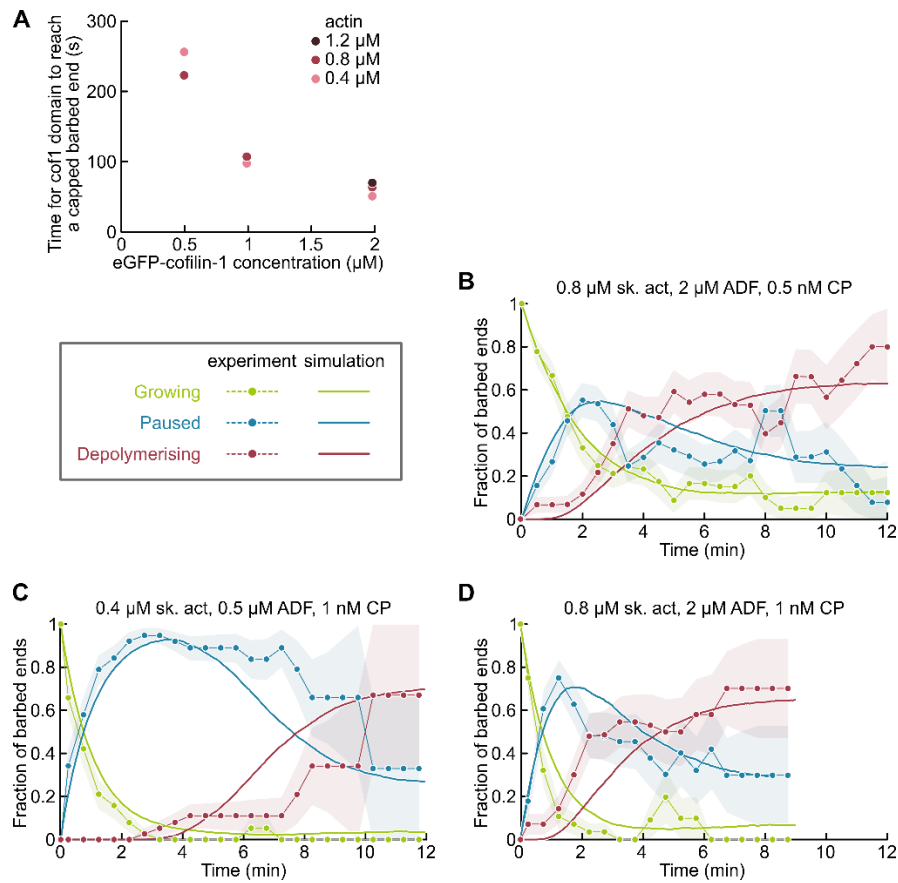 A
300
200
100
0
0
0.5
1
1.5
2
Time for cof1 domain to reach
a capped barbed end (s)
eGFP-cofilin-1 concentration (µM)
actin
1.2 µM
0.8 µM
0.4 µM
experiment simulation
Growing
Paused
Depolymerising
B
0.8 µM sk. act, 2 µM ADF, 0.5 nM CP
Fraction of barbed ends
1
0.8
0.6
0.4
0.2
0
0 2 4 6 8 10 12
Time (min)
C
0.4 µM sk. act, 0.5 µM ADF, 1 nM CP
Fraction of barbed ends
1
0.8
0.6
0.4
0.2
0
0 2 4 6 8 10 12
Time (min)
D
0.8 µM sk. act, 2 µM ADF, 1 nM CP
Fraction of barbed ends
1
0.8
0.6
0.4
0.2
0
0 2 4 6 8 10 12
Time (min)